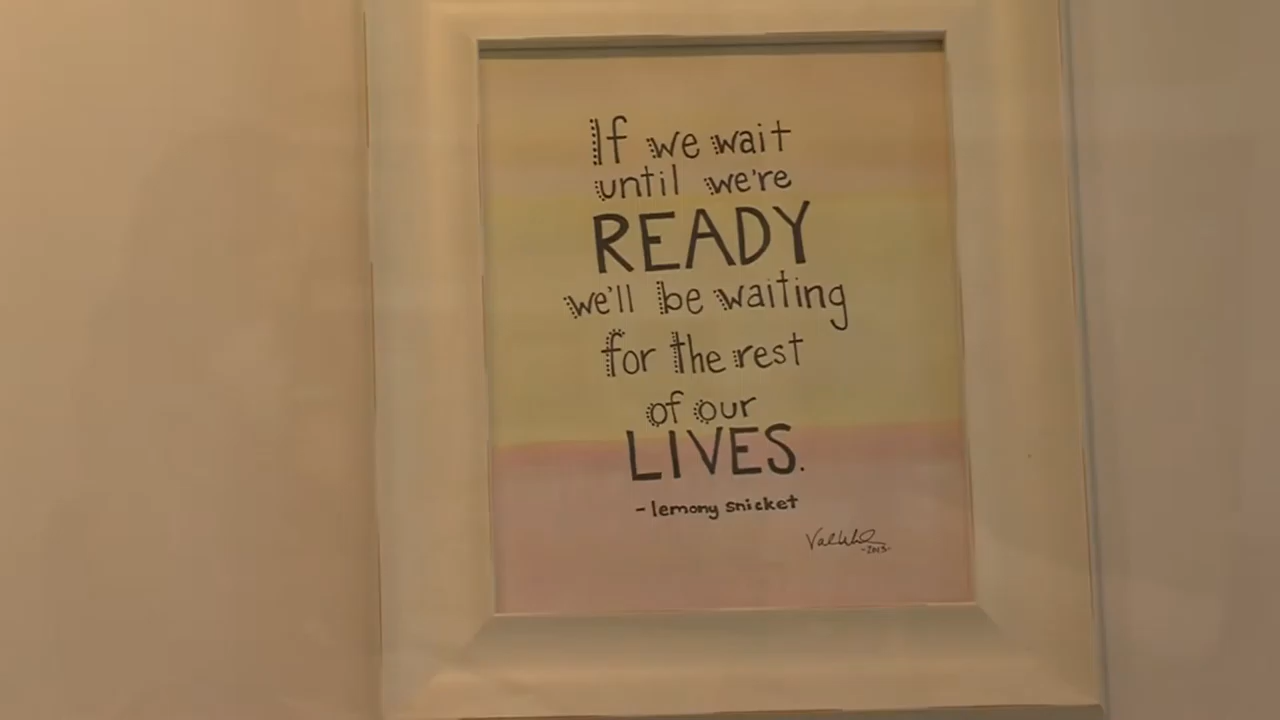 If we wait
until we're
READY
we'll be waiting
for the rest
of our
LIVES.
- lemony snicket
-2013-